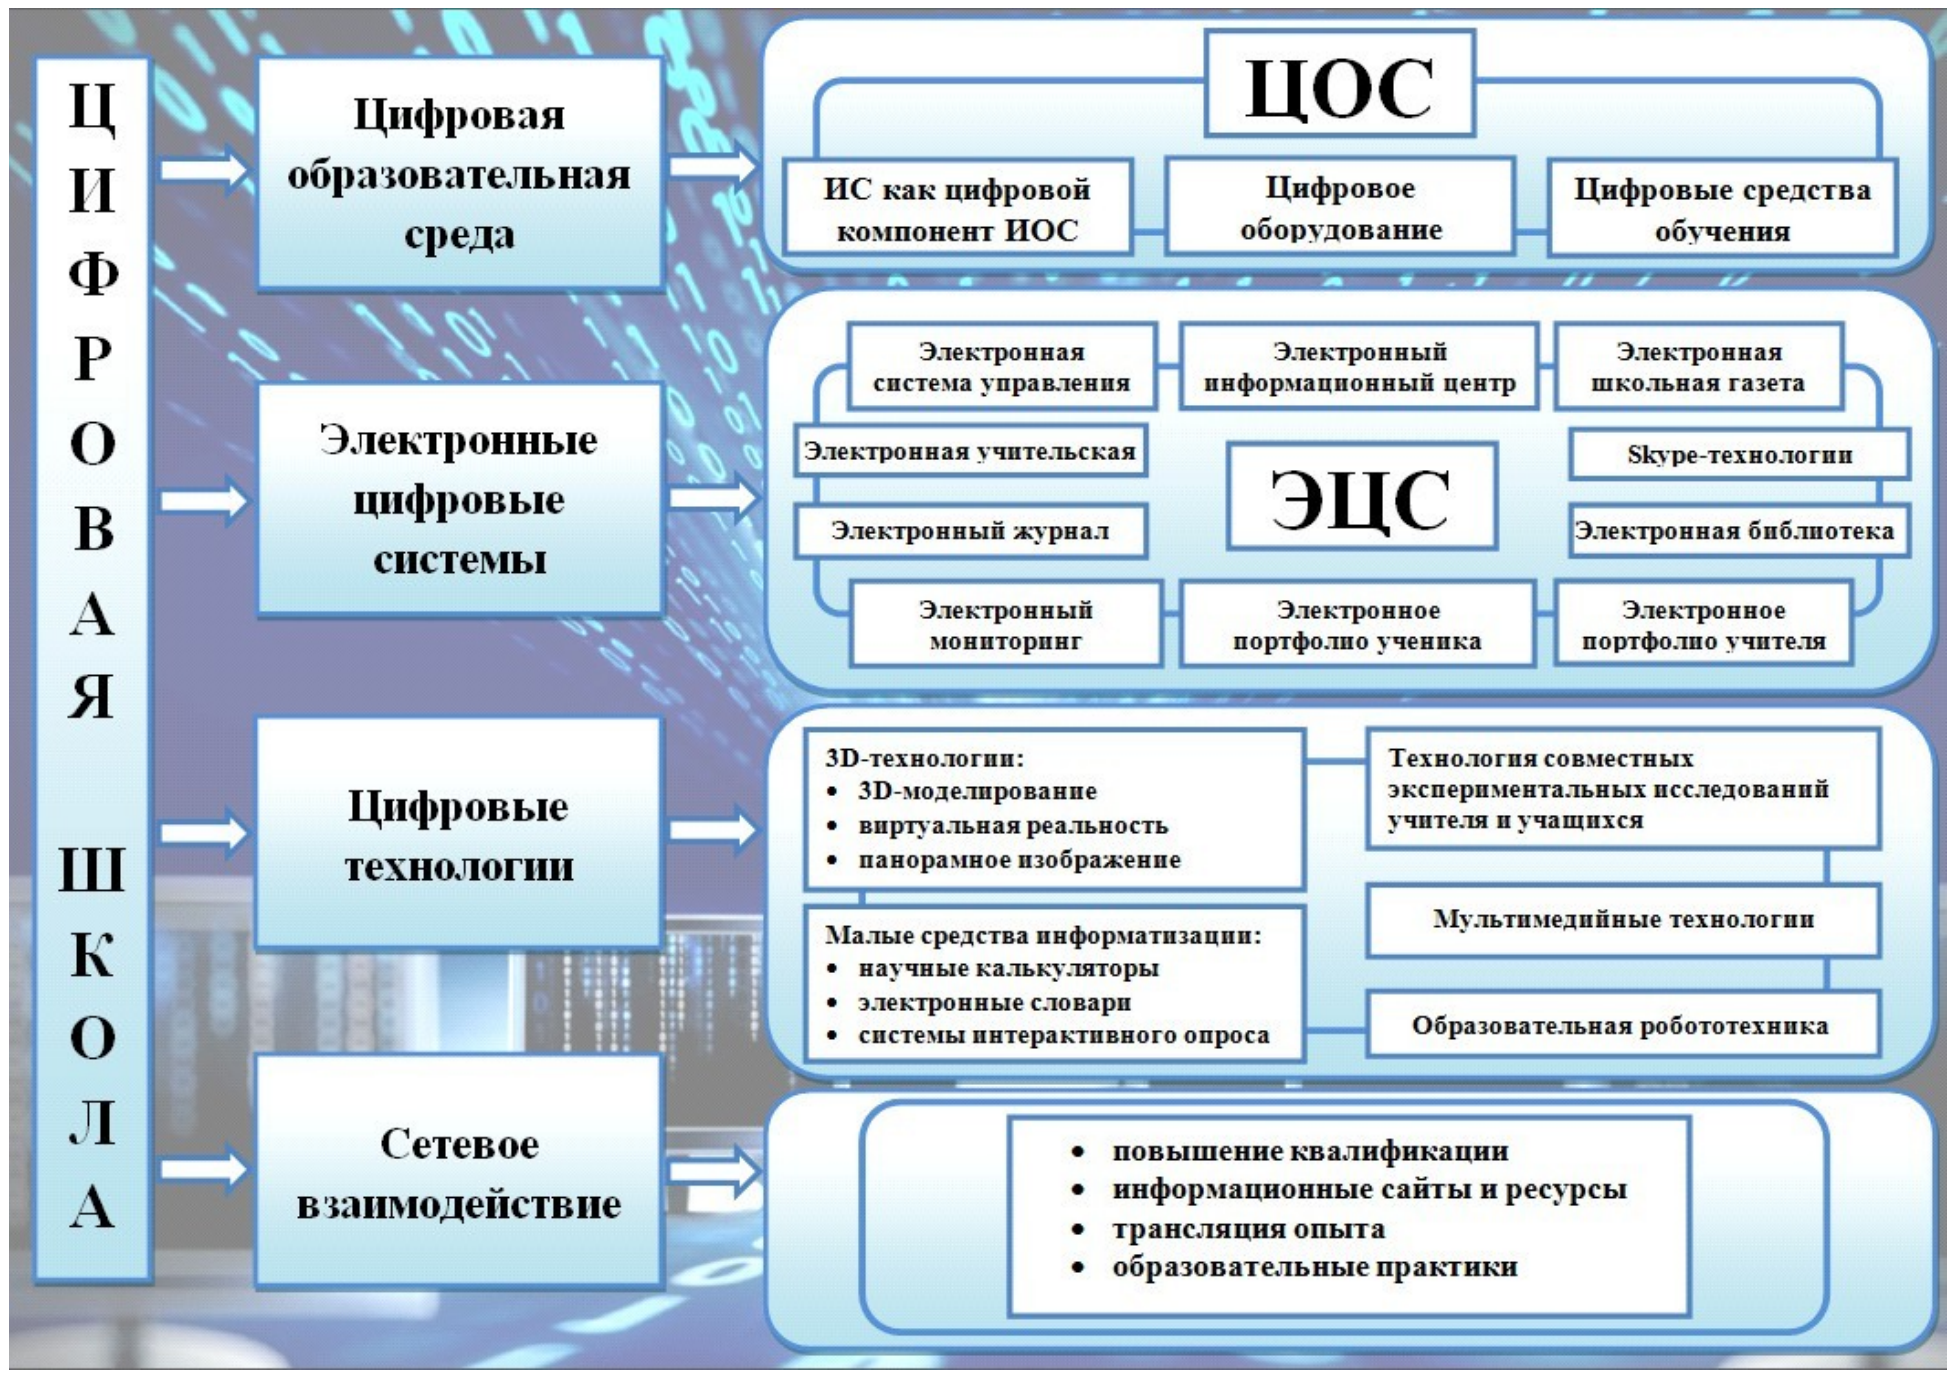 ЦИФРОВАЯ ШКОЛА
Цифровая
образовательная
среда
ЦОС
ИС как цифровой
компонент ИОС
Цифровое
оборудование
Цифровые средства
обучения
Электронные
цифровые
системы
Электронная
система управления
Электронный
информационный центр
Электронная
школьная газета
Электронная учительская
ЭЦС
Skype-технологии
Электронный журнал
Электронная библиотека
Электронный
мониторинг
Электронное
портфолио ученика
Электронное
портфолио учителя
Цифровые
технологии
3D-технологии:
• 3D-моделирование
• виртуальная реальность
• панорамное изображение
Технология совместных
экспериментальных исследований
учителя и учащихся
Малые средства информатизации:
• научные калькуляторы
• электронные словари
• системы интерактивного опроса
Мультимедийные технологии
Образовательная робототехника
Сетевое
взаимодействие
• повышение квалификации
• информационные сайты и ресурсы
• трансляция опыта
• образовательные практики